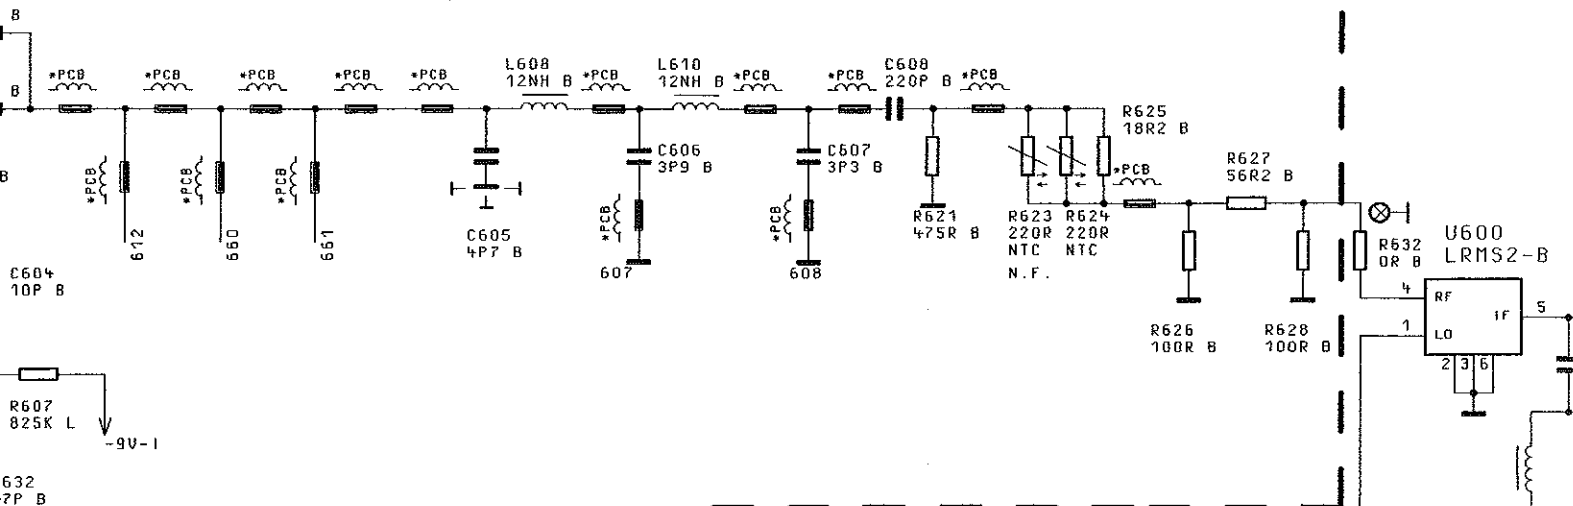 B
B
B
*PCB
*PCB
*PCB
*PCB
*PCB
L608
12NH B
*PCB
L610
12NH B
*PCB
*PCB
C608
220P B
*PCB
*PCB
*PCB
*PCB
612
660
661
C605
4P7 B
C606
3P9 B
*PCB
607
C607
3P3 B
*PCB
608
R621
475R B
R623
220R
NTC
N.F.
R624
220R
NTC
R625
18R2 B
*PCB
R627
56R2 B
R626
100R B
R628
100R B
R632
0R B
U600
LRMS2-B
4
RF
1
LO
IF
5
2 3 6
C604
10P B
R607
825K L
-9V-1
632
7P B